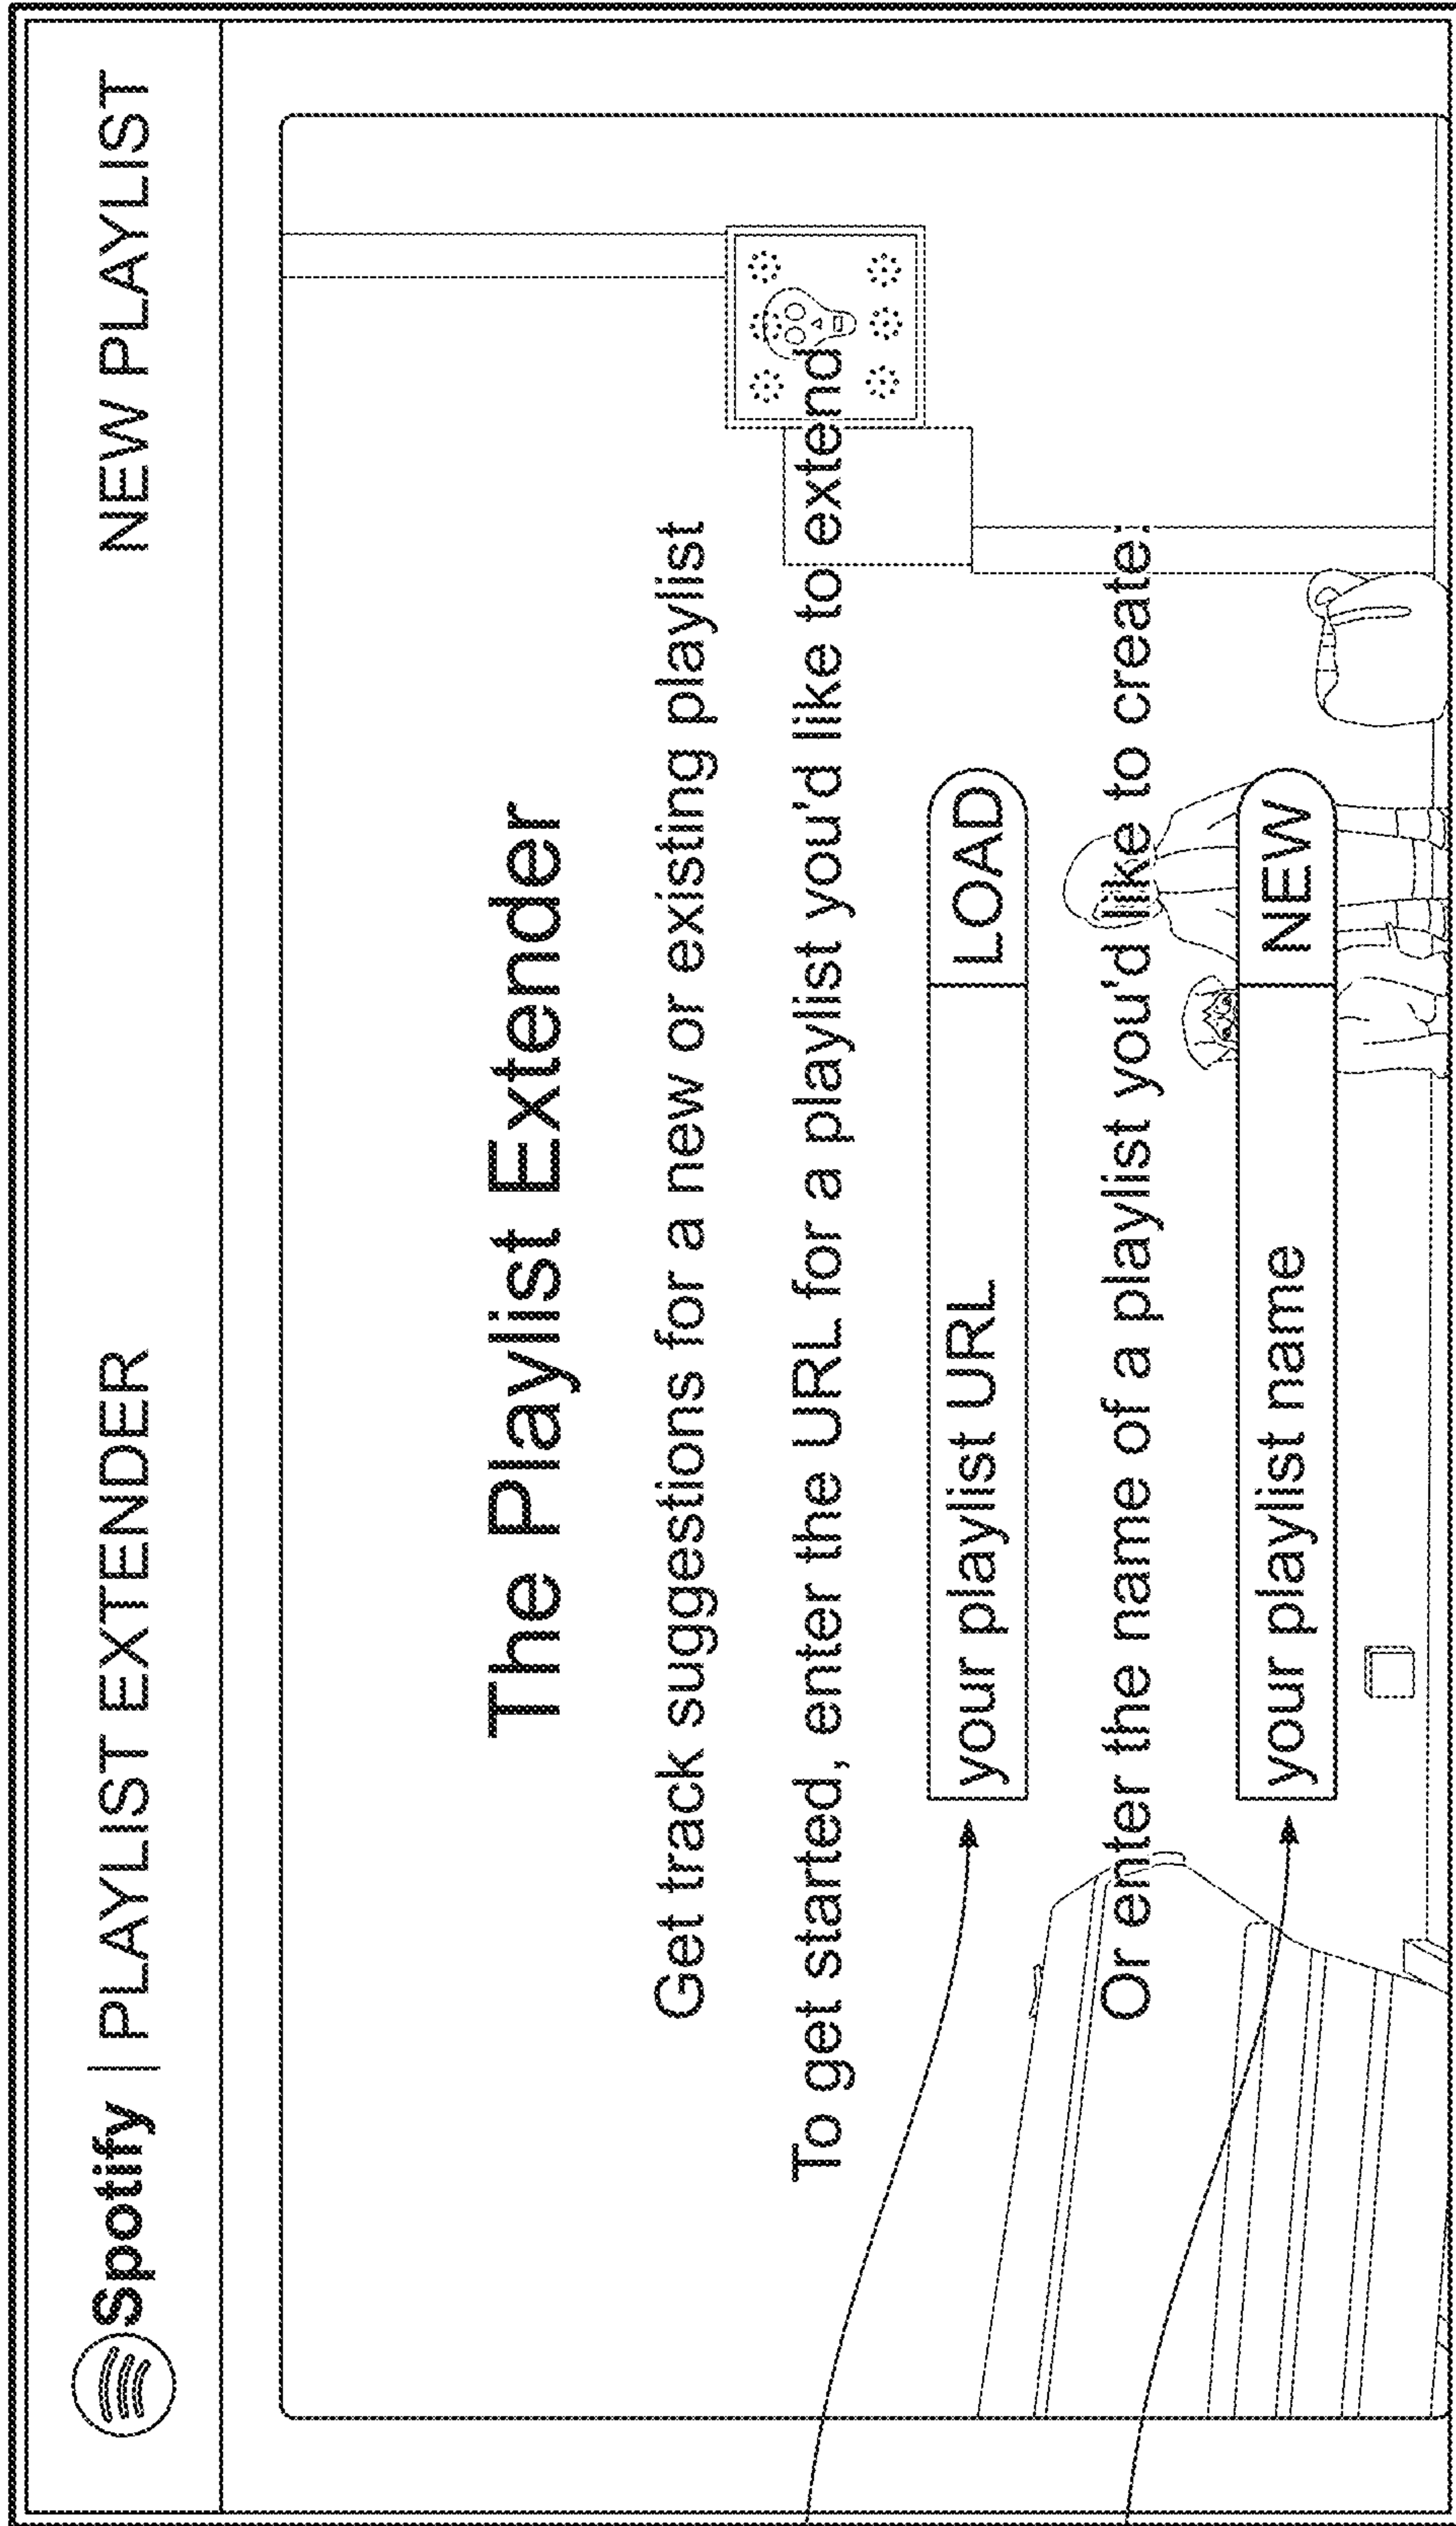 Spotify | PLAYLIST EXTENDER
NEW PLAYLIST
The Playlist Extender
Get track suggestions for a new or existing playlist
To get started, enter the URL for a playlist you'd like to extend
your playlist URL
LOAD
Or enter the name of a playlist you'd like to create:
your playlist name
NEW